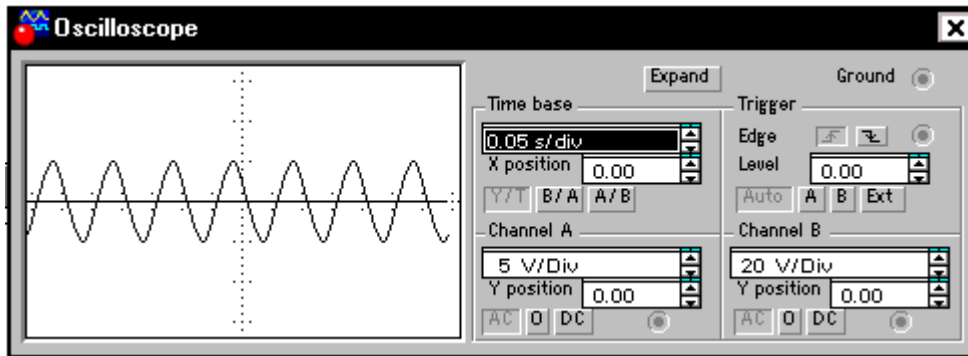 Oscilloscope
Expand
Ground
Time base
0.05 s/div
X position 0.00
Y/T B/A A/B
Trigger
Edge
Level 0.00
Auto A B Ext
Channel A
5 V/Div
Y position 0.00
AC 0 DC
Channel B
20 V/Div
Y position 0.00
AC 0 DC